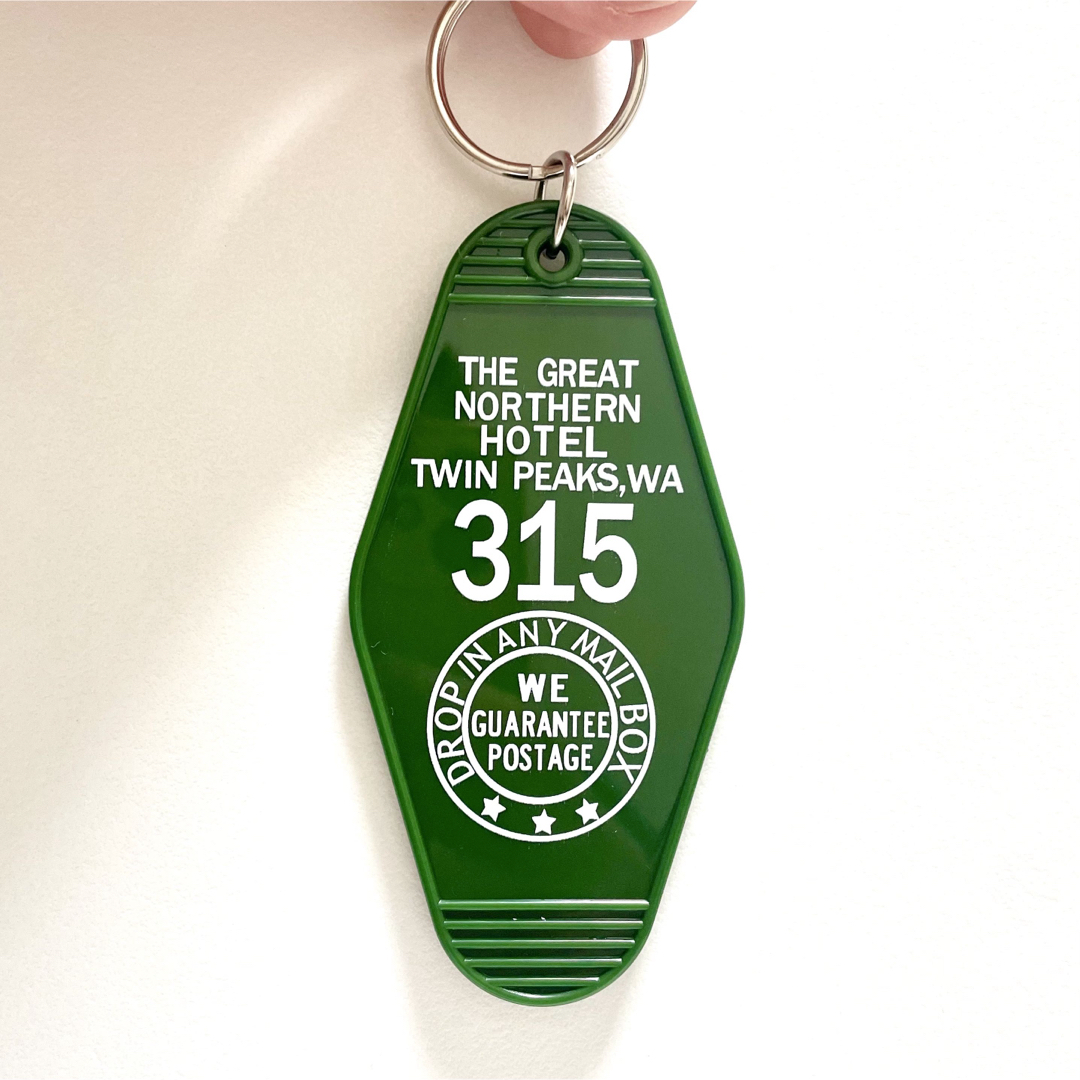 THE GREAT
NORTHERN
HOTEL
TWIN PEAKS,WA
315
DROP IN ANY MAIL BOX
WE
GUARANTEE
POSTAGE